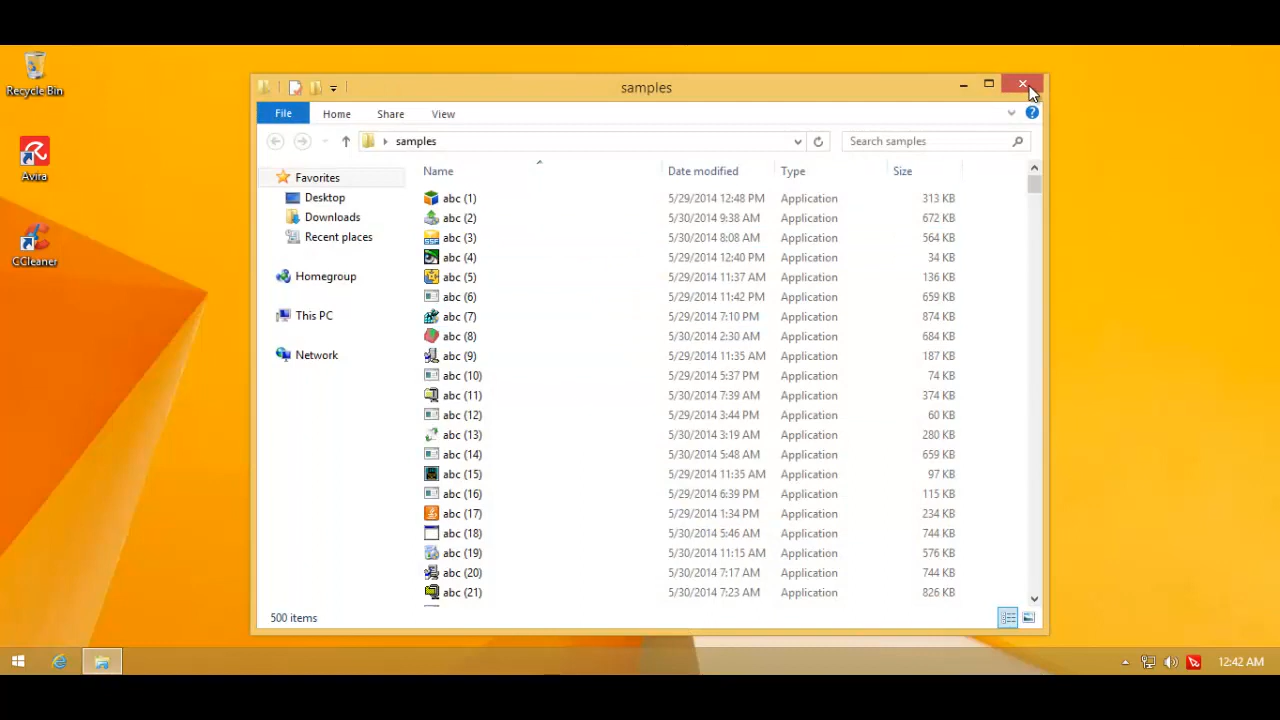 Recycle Bin
Avira
CCleaner
samples
File Home Share View
samples
Search samples
Favorites
Desktop
Downloads
Recent places
Homegroup
This PC
Network
Name Date modified Type Size
abc (1) 5/29/2014 12:48 PM Application 313 KB
abc (2) 5/30/2014 9:38 AM Application 672 KB
abc (3) 5/30/2014 8:08 AM Application 564 KB
abc (4) 5/29/2014 12:40 PM Application 34 KB
abc (5) 5/29/2014 11:37 AM Application 136 KB
abc (6) 5/29/2014 11:42 PM Application 659 KB
abc (7) 5/29/2014 7:10 PM Application 874 KB
abc (8) 5/30/2014 2:30 AM Application 684 KB
abc (9) 5/29/2014 11:35 AM Application 187 KB
abc (10) 5/29/2014 5:37 PM Application 74 KB
abc (11) 5/30/2014 7:39 AM Application 374 KB
abc (12) 5/29/2014 3:44 PM Application 60 KB
abc (13) 5/30/2014 3:19 AM Application 280 KB
abc (14) 5/30/2014 5:48 AM Application 659 KB
abc (15) 5/29/2014 11:35 AM Application 97 KB
abc (16) 5/29/2014 6:39 PM Application 115 KB
abc (17) 5/29/2014 1:34 PM Application 234 KB
abc (18) 5/30/2014 5:46 AM Application 744 KB
abc (19) 5/30/2014 11:15 AM Application 576 KB
abc (20) 5/30/2014 7:17 AM Application 744 KB
abc (21) 5/30/2014 7:23 AM Application 826 KB
500 items
12:42 AM